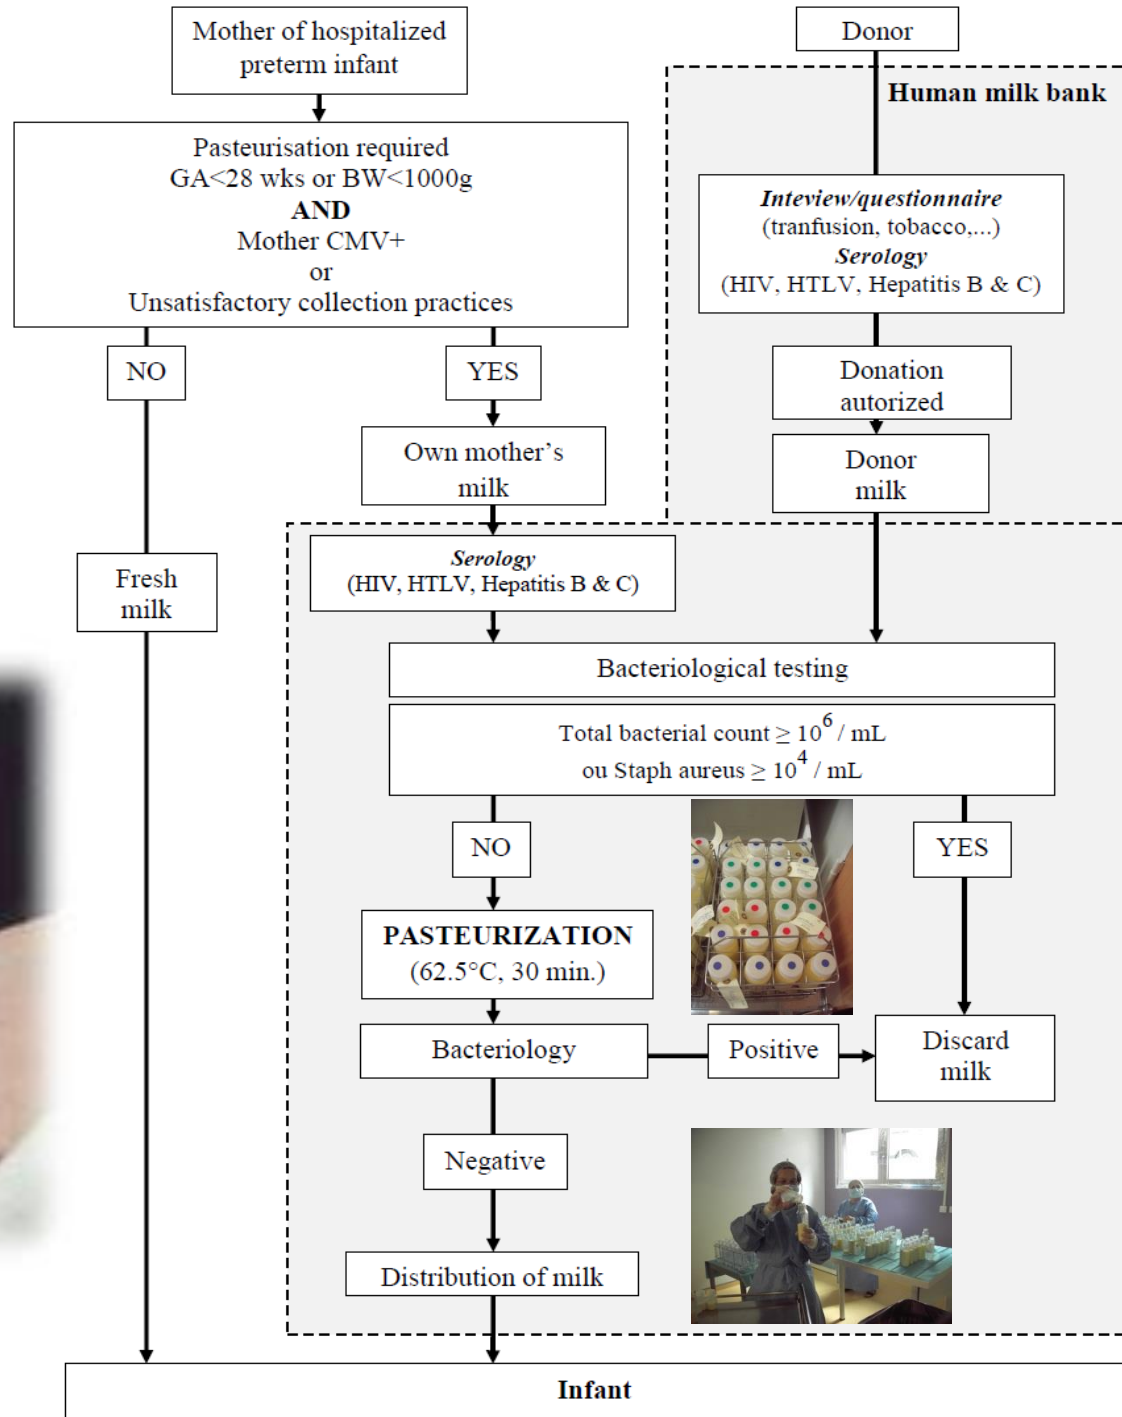 Mother of hospitalized
preterm infant
Donor
Human milk bank
Pasteurisation required
GA<28 wks or BW<1000g
AND
Mother CMV+
or
Unsatisfactory collection practices
Inteview/questionnaire
(tranfusion, tobacco,...)
Serology
(HIV, HTLV, Hepatitis B & C)
NO
YES
Donation
autorized
Own mother's
milk
Donor
milk
Serology
(HIV, HTLV, Hepatitis B & C)
Fresh
milk
Bacteriological testing
Total bacterial count ≥ 10^6 / mL
ou Staph aureus ≥ 10^4 / mL
NO
YES
PASTEURIZATION
(62.5°C, 30 min.)
Bacteriology
Positive
Discard
milk
Negative
Distribution of milk
Infant